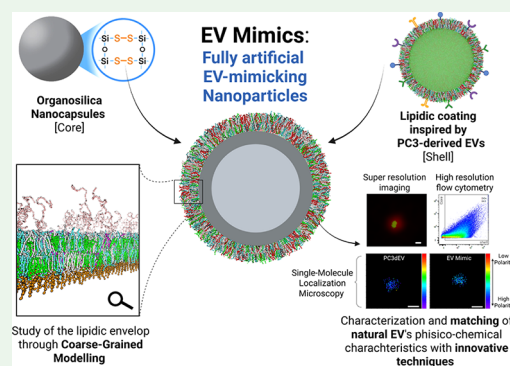 EV Mimics:
Fully artificial
EV-mimicking
Nanoparticles
Si S S Si
O O
Si S S Si
Organosilica
Nanocapsules
[Core]
Lipidic coating
inspired by
PC3-derived EVs
[Shell]
Super resolution
imaging
High resolution
flow cytometry
Single-Molecule
Localization
Microscopy
PC3dEV
EV Mimic
Low
Polarit
High
Polarit
Study of the lipidic envelop
through Coarse-Grained
Modelling
Characterization and matching of
natural EV's phisico-chemical
charachteristics with innovative
techniques